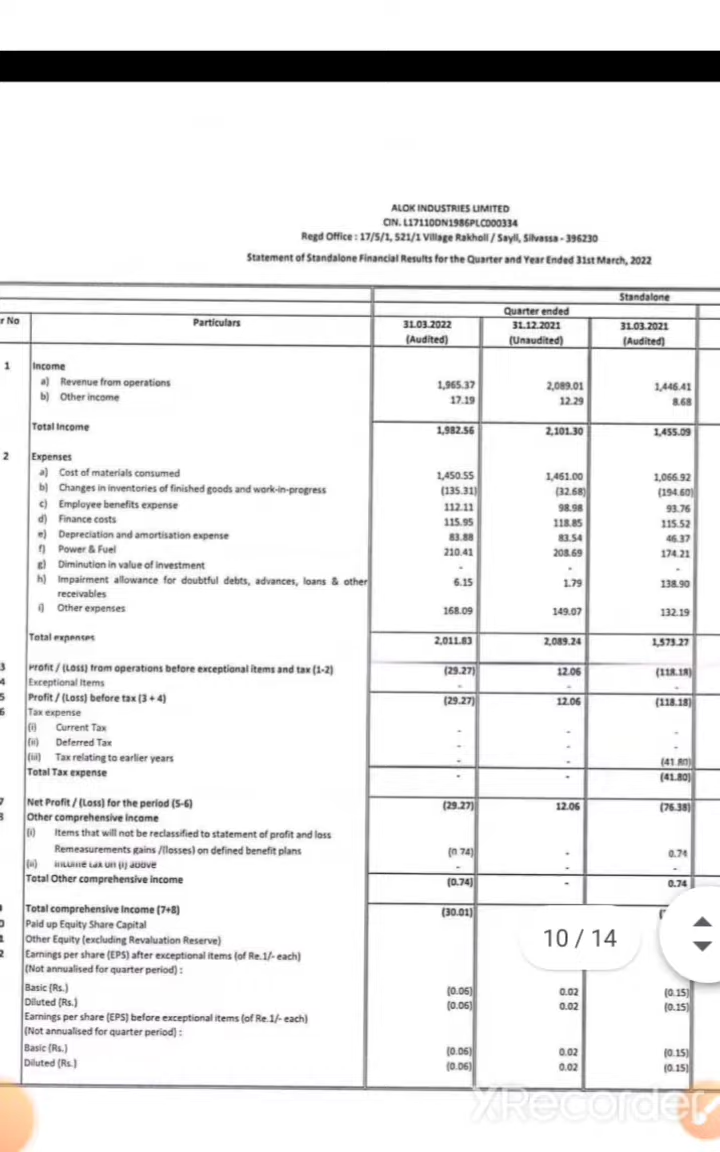 ALOK INDUSTRIES LIMITED
CIN. L17110DN1986PLC000334
Regd Office : 17/5/1, 521/1 Village Rakholi / Sayli, Silvassa - 396230
Statement of Standalone Financial Results for the Quarter and Year Ended 31st March, 2022
Standalone
Quarter ended
r No Particulars 31.03.2022 31.12.2021 31.03.2021
(Audited) (Unaudited) (Audited)
1 Income
a) Revenue from operations 1,965.37 2,089.01 1,446.41
b) Other income 17.19 12.29 8.68
Total Income 1,982.56 2,101.30 1,455.09
2 Expenses
a) Cost of materials consumed 1,450.55 1,461.00 1,066.92
b) Changes in inventories of finished goods and work-in-progress (135.31) (32.68) (194.60)
c) Employee benefits expense 112.11 98.98 93.76
d) Finance costs 115.95 118.85 115.52
e) Depreciation and amortisation expense 83.88 83.54 46.37
f) Power & Fuel 210.41 208.69 174.21
g) Diminution in value of investment - - -
h) Impairment allowance for doubtful debts, advances, loans & other 6.15 1.79 138.90
receivables
i) Other expenses 168.09 149.07 132.19
Total expenses 2,011.83 2,089.24 1,573.27
3 Profit / (Loss) from operations before exceptional items and tax (1-2) (29.27) 12.06 (118.18)
4 Exceptional Items - - -
5 Profit / (Loss) before tax (3 + 4) (29.27) 12.06 (118.18)
6 Tax expense
(i) Current Tax - - -
(ii) Deferred Tax - - -
(iii) Tax relating to earlier years - - (41.80)
Total Tax expense - - (41.80)
7 Net Profit / (Loss) for the period (5-6) (29.27) 12.06 (76.38)
Other comprehensive income
(i) Items that will not be reclassified to statement of profit and loss
Remeasurements gains /(losses) on defined benefit plans (0.74) - 0.74
(ii) Income tax on (i) above - - -
Total Other comprehensive income (0.74) - 0.74
Total comprehensive income (7+8) (30.01)
Paid up Equity Share Capital
Other Equity (excluding Revaluation Reserve)
10 / 14
2 Earnings per share (EPS) after exceptional items (of Re.1/- each)
(Not annualised for quarter period) :
Basic (Rs.) (0.06) 0.02 (0.15)
Diluted (Rs.) (0.06) 0.02 (0.15)
Earnings per share (EPS) before exceptional items (of Re.1/- each)
(Not annualised for quarter period) :
Basic (Rs.) (0.06) 0.02 (0.15)
Diluted (Rs.) (0.06) 0.02 (0.15)
XRecorder